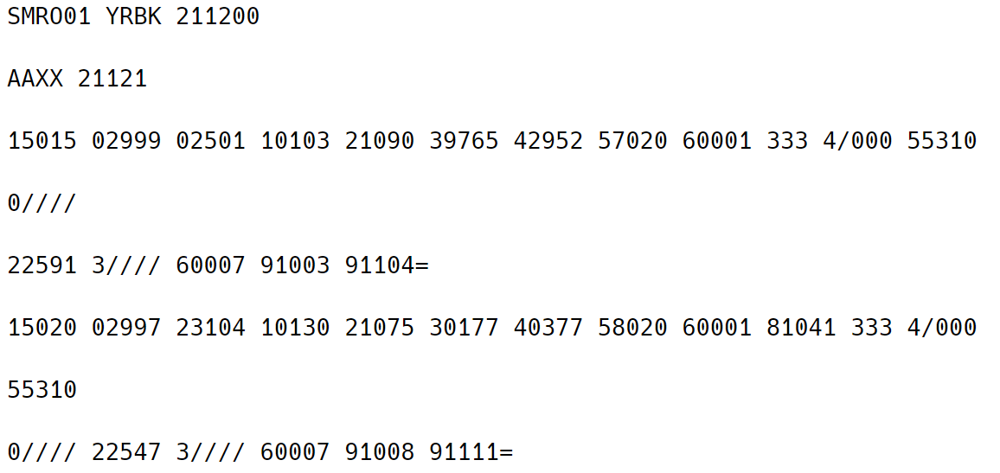 SMRO01 YRBK 211200
AAXX 21121
15015 02999 02501 10103 21090 39765 42952 57020 60001 333 4/000 55310
0////
22591 3//// 60007 91003 91104=
15020 02997 23104 10130 21075 30177 40377 58020 60001 81041 333 4/000
55310
0//// 22547 3//// 60007 91008 91111=